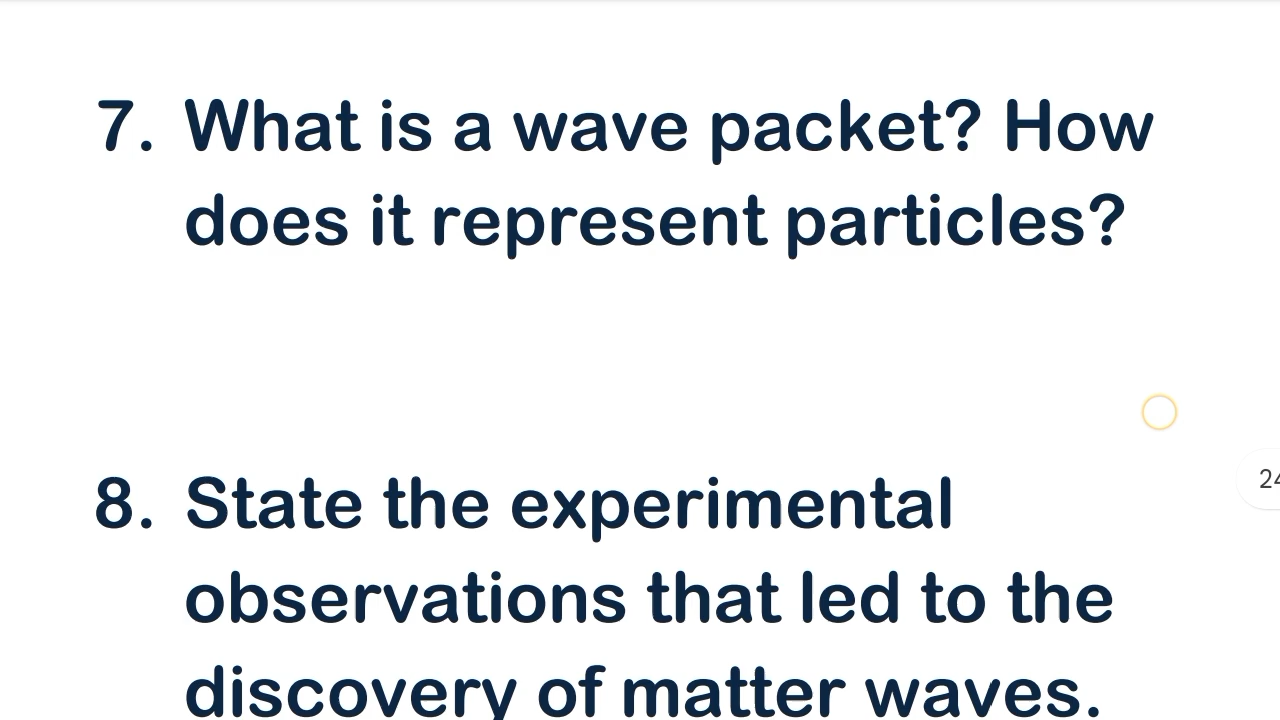 7. What is a wave packet? How
does it represent particles?
24
8. State the experimental
observations that led to the
discovery of matter waves.